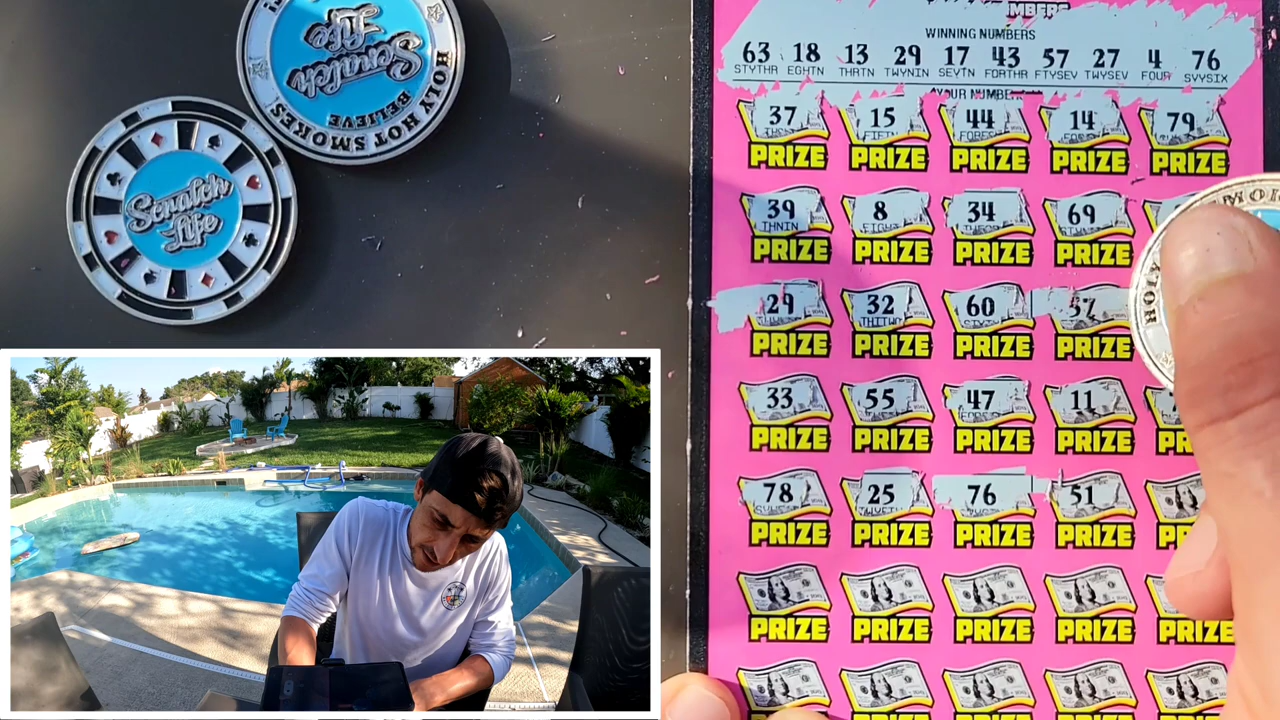 Scratch Life
HOLY HOT SMOKES
BELIEVE
Scratch Life
MBERS
WINNING NUMBERS
63 18 13 29 17 43 57 27 4 76
STYTHR EGHTN THRTN TWYNIN SEVTN FORTHR FTYSEV TWYSEV FOUR SVYSIX
YOUR NUMBERS
37 15 44 14 79
PRIZE PRIZE PRIZE PRIZE PRIZE
39 8 34 69
THNIN
PRIZE PRIZE PRIZE PRIZE
29 32 60
PRIZE PRIZE PRIZE PRIZE
33 55 47 11
PRIZE PRIZE PRIZE PRIZE
78 25 76 51
PRIZE PRIZE PRIZE PRIZE
PRIZE PRIZE PRIZE PRIZE PRIZE